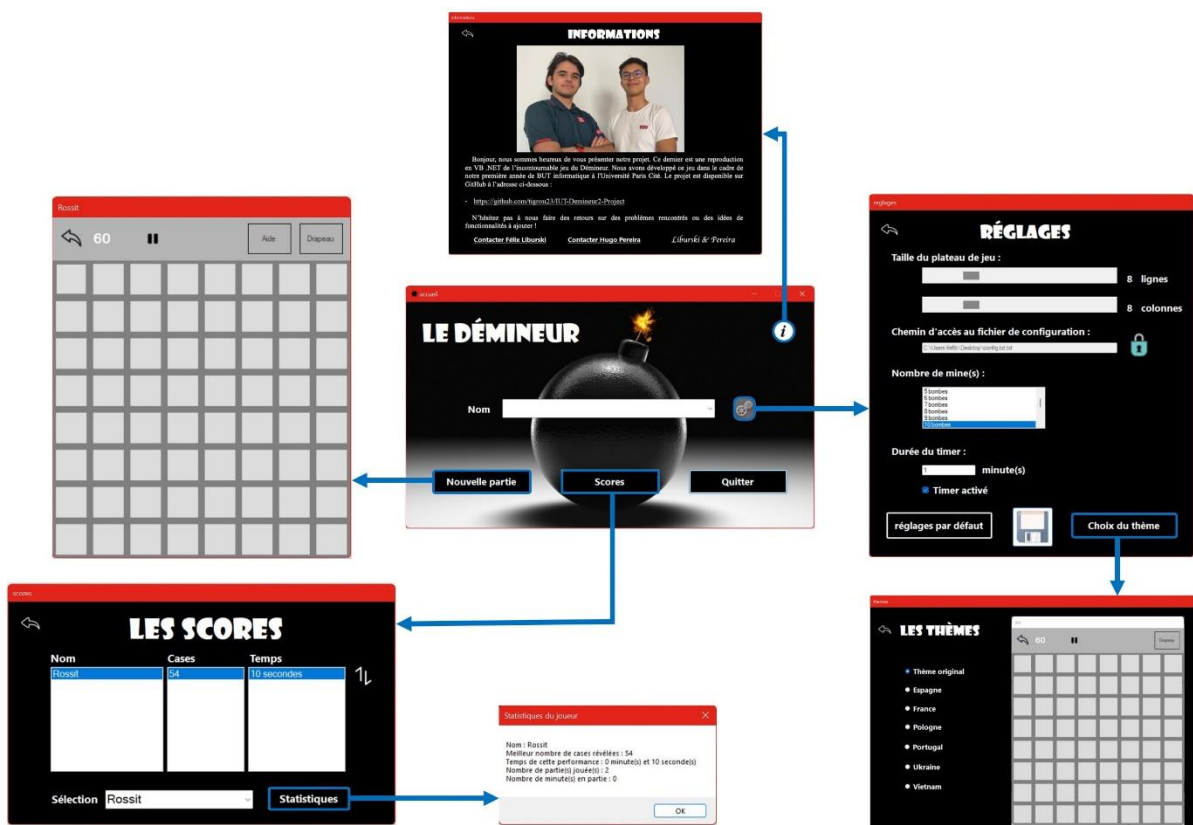 Informations
INFORMATIONS
Bonjour, nous sommes heureux de vous présenter notre projet. Ce dernier est une reproduction
en VB .NET de l'incontournable jeu du Démineur. Nous avons développé ce jeu dans le cadre de
notre première année de BUT informatique à l'Université Paris Cité. Le projet est disponible sur
GitHub à l'adresse ci-dessous :
- https://github.com/tigron23/IUT-Demineur2-Project
N'hésitez pas à nous faire des retours sur des problèmes rencontrés ou des idées de
fonctionnalités à ajouter !
Contacter Félix Liburski Contacter Hugo Pereira Liburski & Pereira
Rossit
60 Aide Drapeau
accueil
LE DÉMINEUR
i
Nom
Nouvelle partie Scores Quitter
réglages
RÉGLAGES
Taille du plateau de jeu :
8 lignes
8 colonnes
Chemin d'accès au fichier de configuration :
Nombre de mine(s) :
5 bombes
6 bombes
7 bombes
8 bombes
9 bombes
10 bombes
Durée du timer :
1 minute(s)
Timer activé
réglages par défaut Choix du thème
scores
LES SCORES
Nom Cases Temps
Rossit 54 10 secondes
Sélection Rossit Statistiques
Statistiques du joueur
Nom : Rossit
Meilleur nombre de cases révélées : 54
Temps de cette performance : 0 minute(s) et 10 seconde(s)
Nombre de partie(s) jouée(s) : 2
Nombre de minute(s) en partie : 0
OK
themes
LES THÈMES
60 Drapeau
Thème original
Espagne
France
Pologne
Portugal
Ukraine
Vietnam